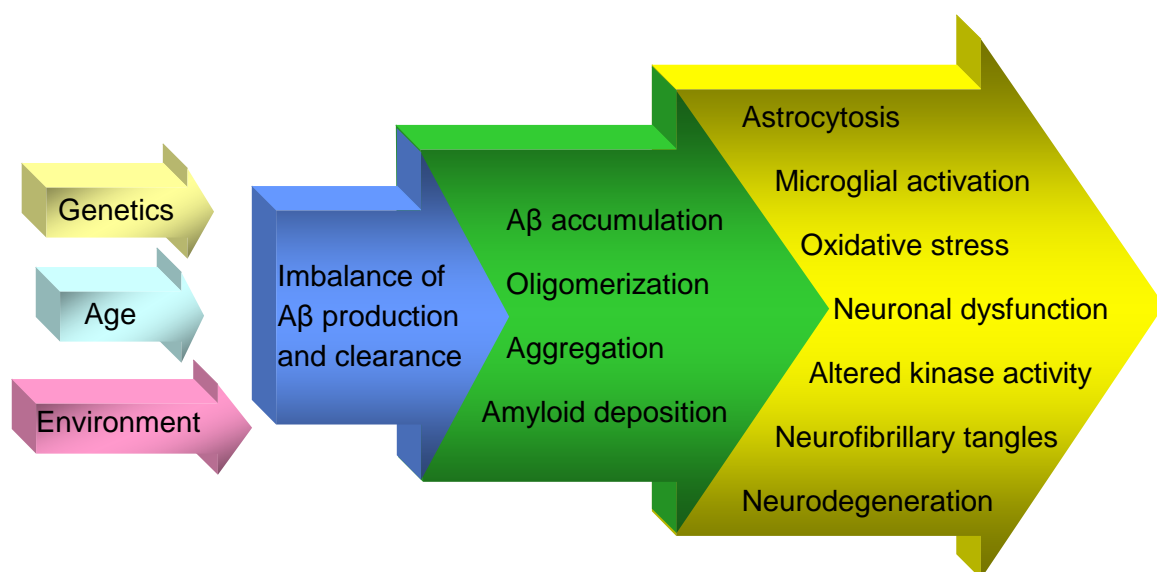 Genetics
Age
Environment
Imbalance of
Aβ production
and clearance
Aβ accumulation
Oligomerization
Aggregation
Amyloid deposition
Astrocytosis
Microglial activation
Oxidative stress
Neuronal dysfunction
Altered kinase activity
Neurofibrillary tangles
Neurodegeneration